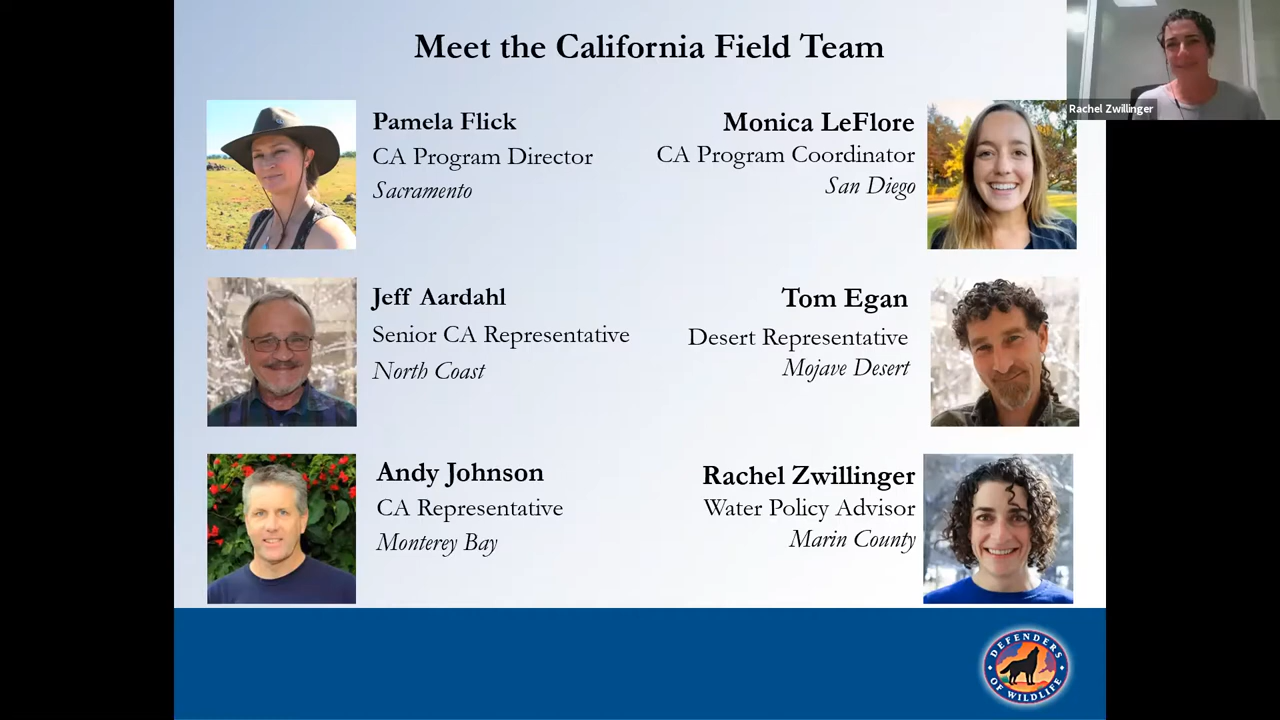 Meet the California Field Team
Rachel Zwillinger
Pamela Flick
CA Program Director
Sacramento
Monica LeFlore
CA Program Coordinator
San Diego
Jeff Aardahl
Senior CA Representative
North Coast
Tom Egan
Desert Representative
Mojave Desert
Andy Johnson
CA Representative
Monterey Bay
Rachel Zwillinger
Water Policy Advisor
Marin County
DEFENDERS
OF WILDLIFE